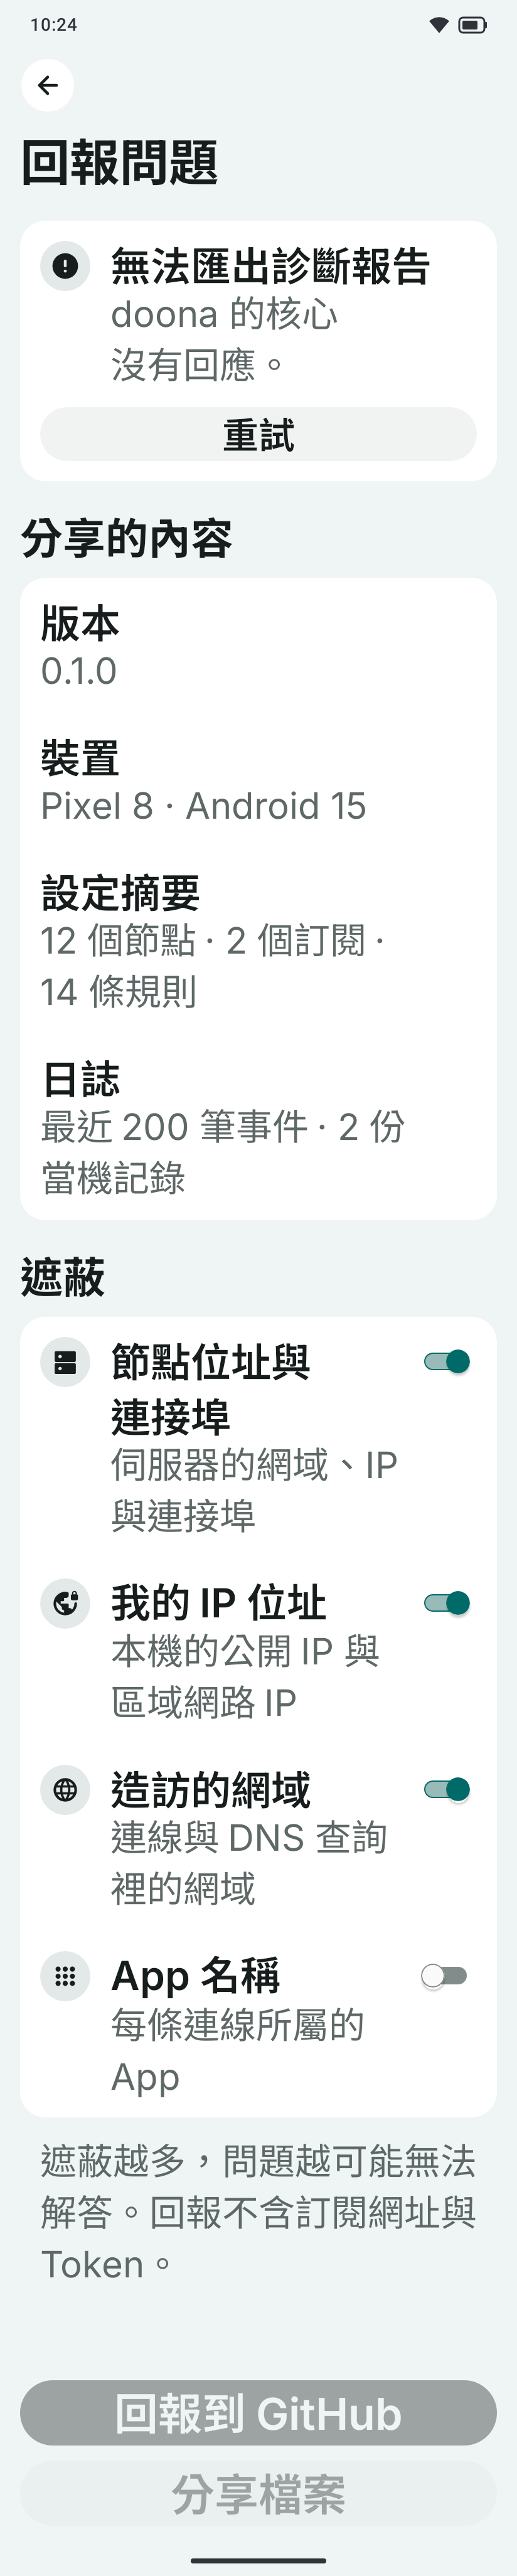 10:24
回報問題
無法匯出診斷報告
doona 的核心
沒有回應。
重試
分享的內容
版本
0.1.0
裝置
Pixel 8 · Android 15
設定摘要
12 個節點 · 2 個訂閱 ·
14 條規則
日誌
最近 200 筆事件 · 2 份
當機記錄
遮蔽
節點位址與
連接埠
伺服器的網域、IP
與連接埠
我的 IP 位址
本機的公開 IP 與
區域網路 IP
造訪的網域
連線與 DNS 查詢
裡的網域
App 名稱
每條連線所屬的
App
遮蔽越多，問題越可能無法
解答。回報不含訂閱網址與
Token。
回報到 GitHub
分享檔案